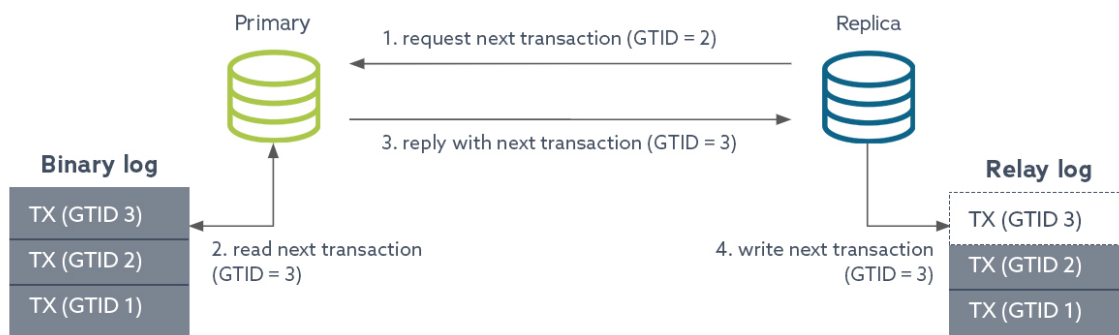 Primary
Replica
1. request next transaction (GTID = 2)
3. reply with next transaction (GTID = 3)
Binary log
TX (GTID 3)
TX (GTID 2)
TX (GTID 1)
2. read next transaction
(GTID = 3)
4. write next transaction
(GTID = 3)
Relay log
TX (GTID 3)
TX (GTID 2)
TX (GTID 1)